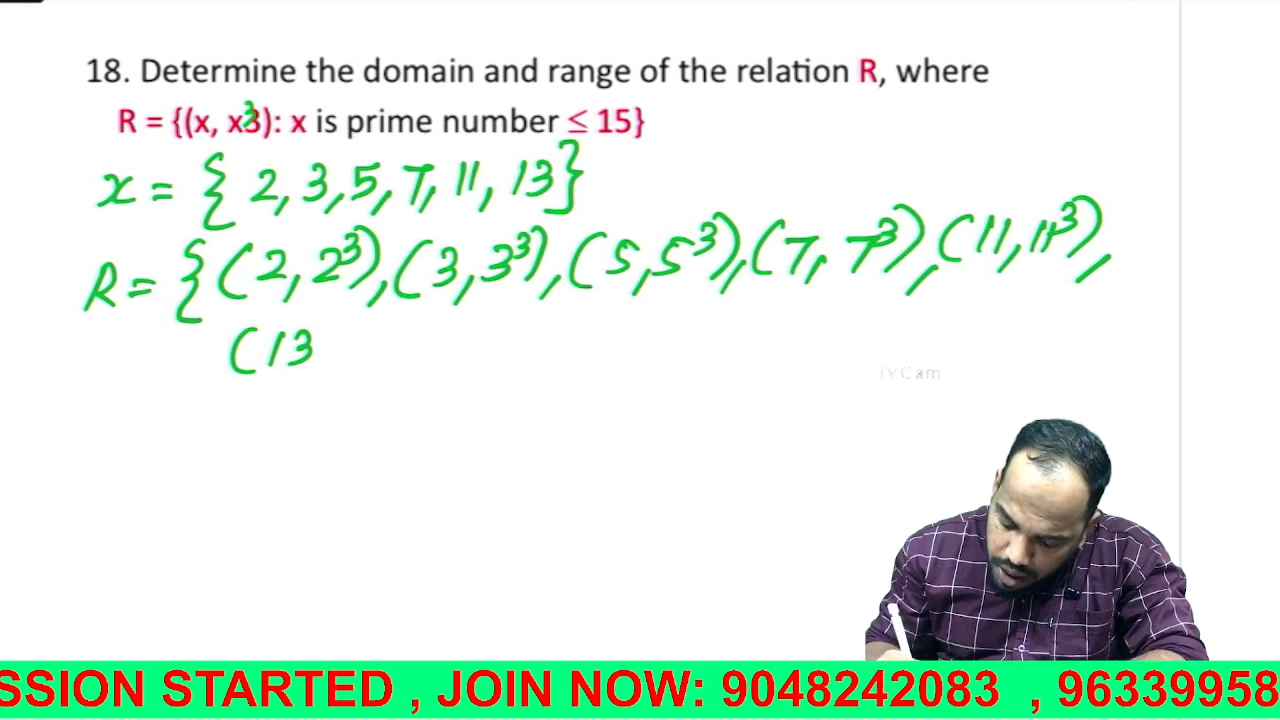 18. Determine the domain and range of the relation R, where
R = {(x, x³): x is prime number ≤ 15}
x = { 2, 3, 5, 7, 11, 13}
R = {(2, 2³), (3, 3³), (5, 5³), (7, 7³), (11, 11³),
(13
iVCam
SSION STARTED , JOIN NOW: 9048242083 , 96339958